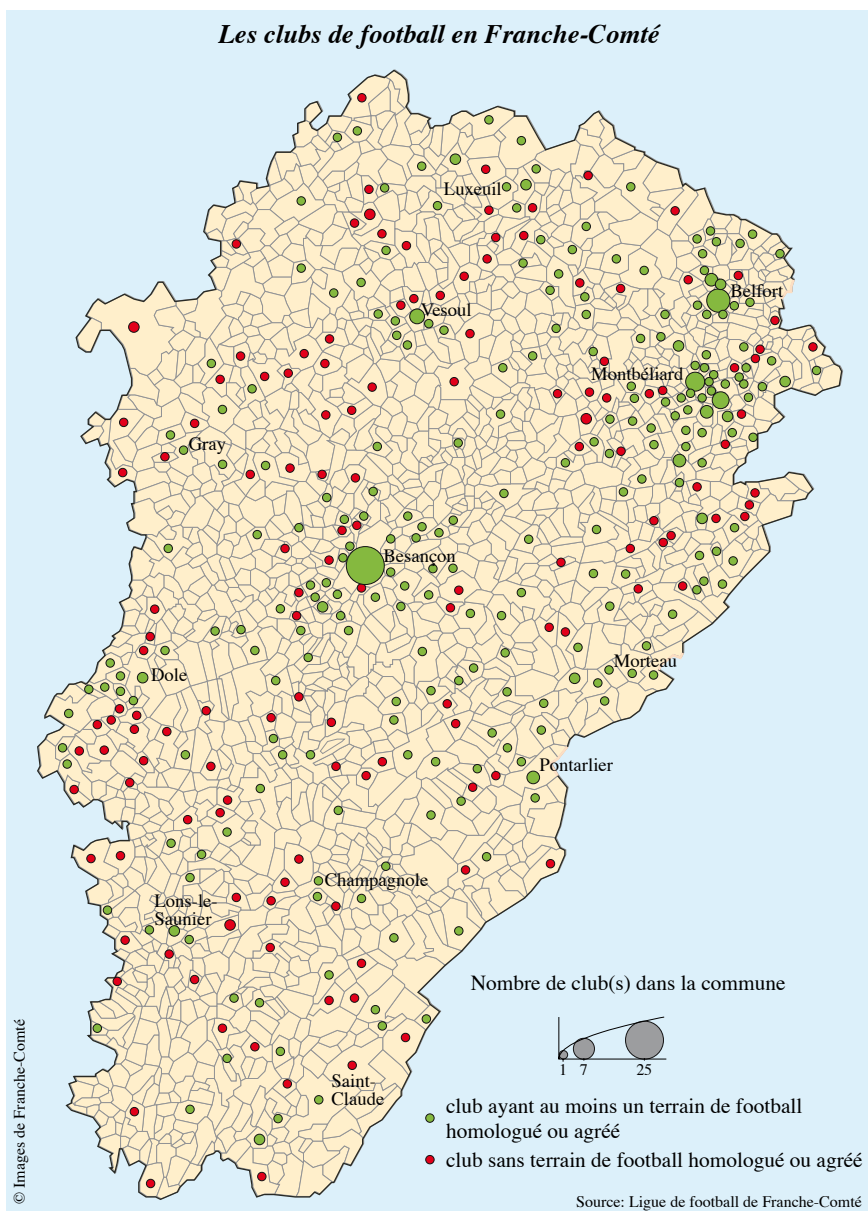 Les clubs de football en Franche-Comté
Luxeuil
Belfort
Vesoul
Montbéliard
Gray
Besançon
Morteau
Dole
Pontarlier
Champagnole
Lons-le-
Saunier
Nombre de club(s) dans la commune
1 7 25
Saint-
Claude
club ayant au moins un terrain de football
homologué ou agréé
club sans terrain de football homologué ou agréé
© Images de Franche-Comté
Source: Ligue de football de Franche-Comté